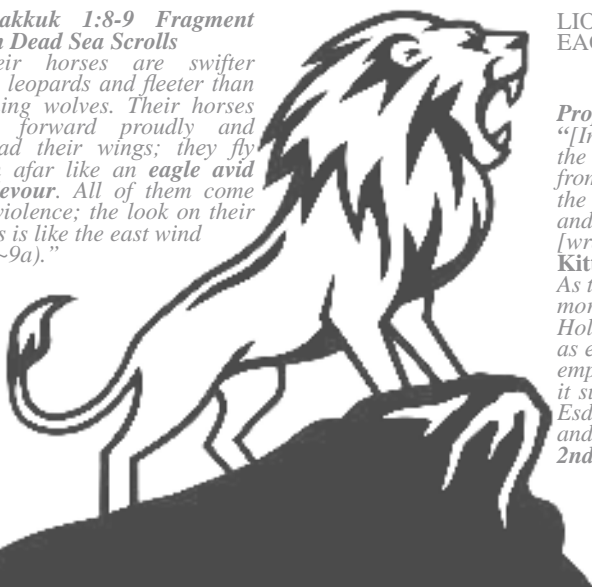 akkuk 1:8-9 Fragment
n Dead Sea Scrolls
eir horses are swifter
leopards and fleeter than
ing wolves. Their horses
forward proudly and
ad their wings; they fly
n afar like an eagle avid
evour. All of them come
violence; the look on their
s is like the east wind
~9a).”
LIO
EAG
Prop
“[In
the
from
the
and
[wr
Kitt
As t
mor
Hol
as e
emp
it su
Esd
and
2nd